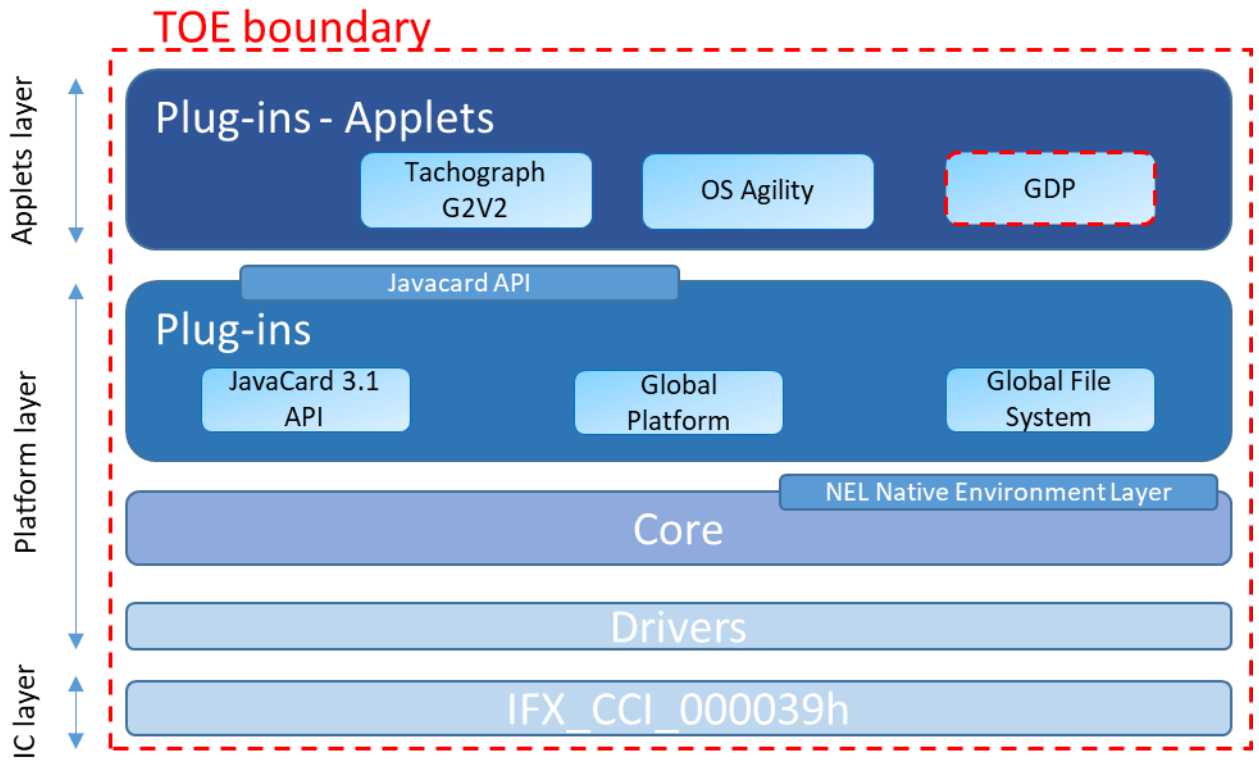 TOE boundary
Applets layer
Plug-ins - Applets
Tachograph
G2V2
OS Agility
GDP
Javacard API
Platform layer
Plug-ins
JavaCard 3.1
API
Global
Platform
Global File
System
NEL Native Environment Layer
Core
Drivers
IC layer
IFX_CCI_000039h